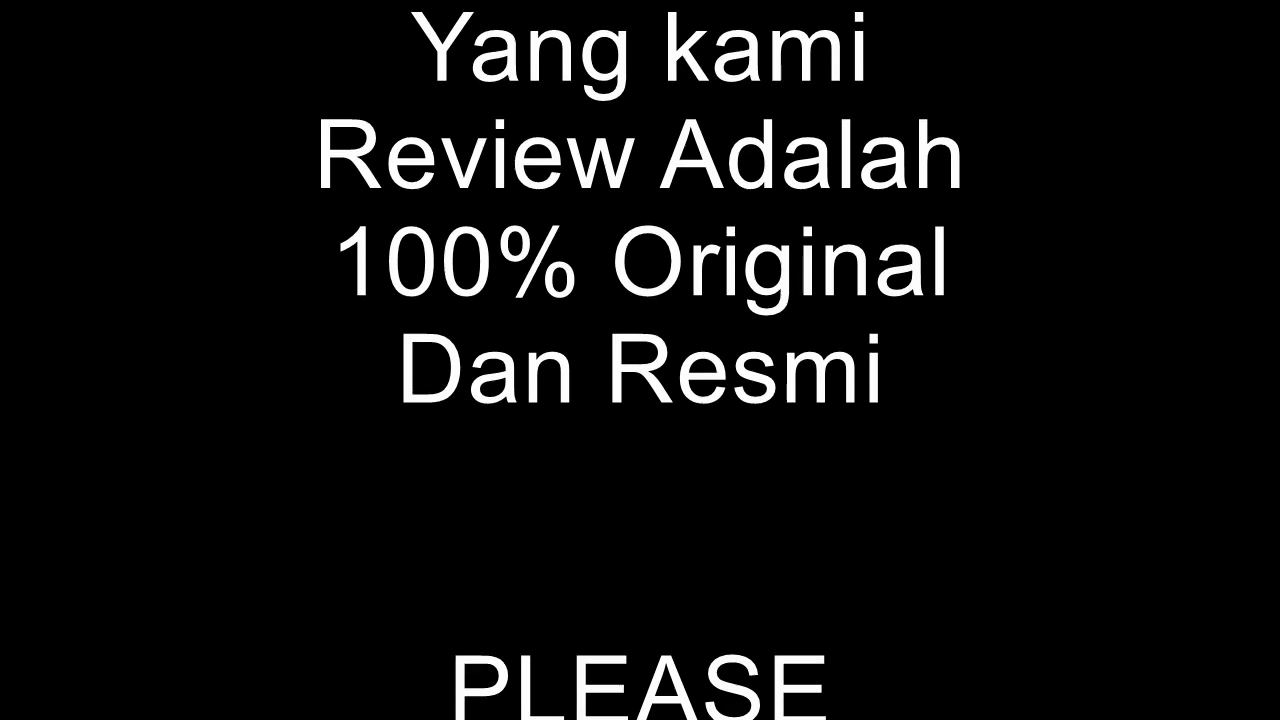 Yang kami
Review Adalah
100% Original
Dan Resmi
PLEASE